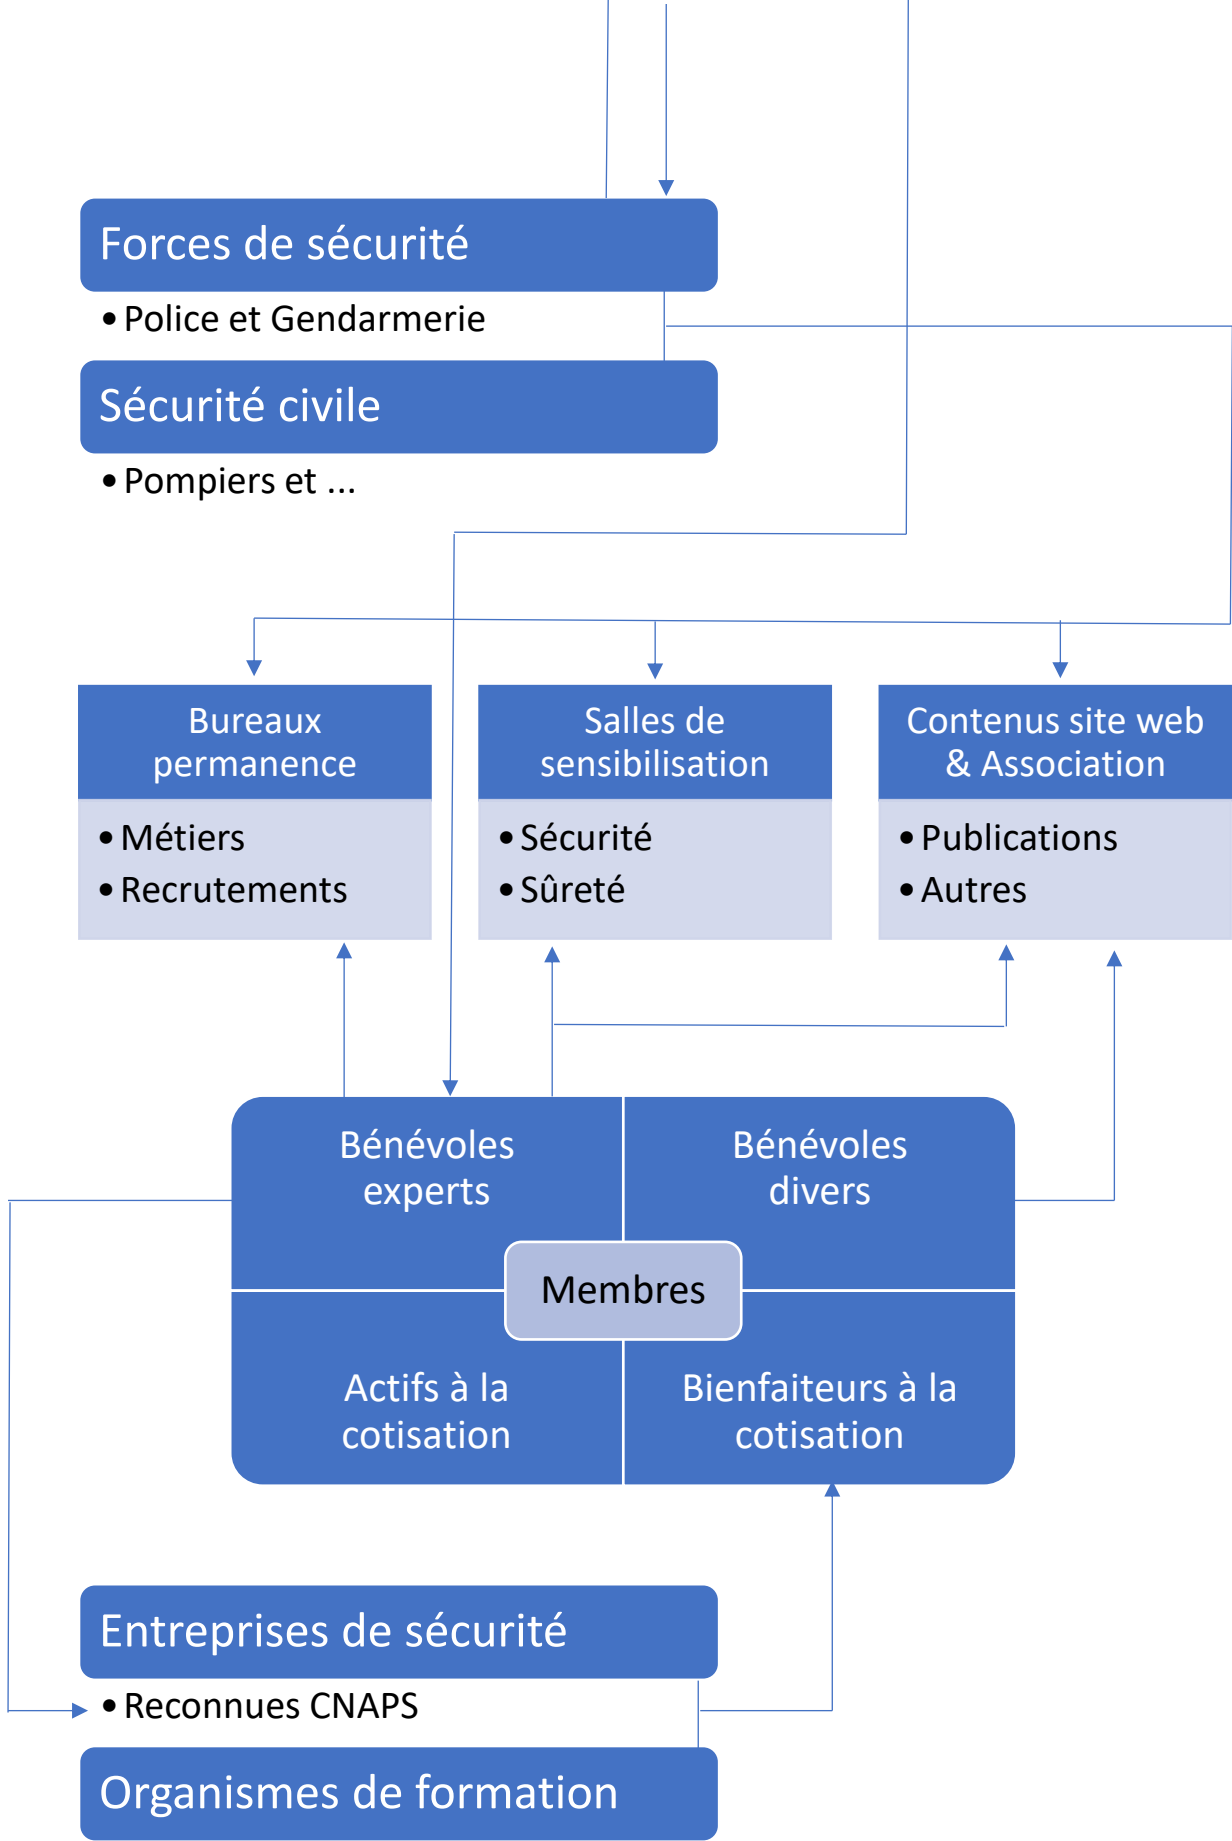 Forces de sécurité
• Police et Gendarmerie
Sécurité civile
• Pompiers et ...
Bureaux
permanence
• Métiers
• Recrutements
Salles de
sensibilisation
• Sécurité
• Sûreté
Contenus site web
& Association
• Publications
• Autres
Bénévoles
experts
Bénévoles
divers
Membres
Actifs à la
cotisation
Bienfaiteurs à la
cotisation
Entreprises de sécurité
• Reconnues CNAPS
Organismes de formation